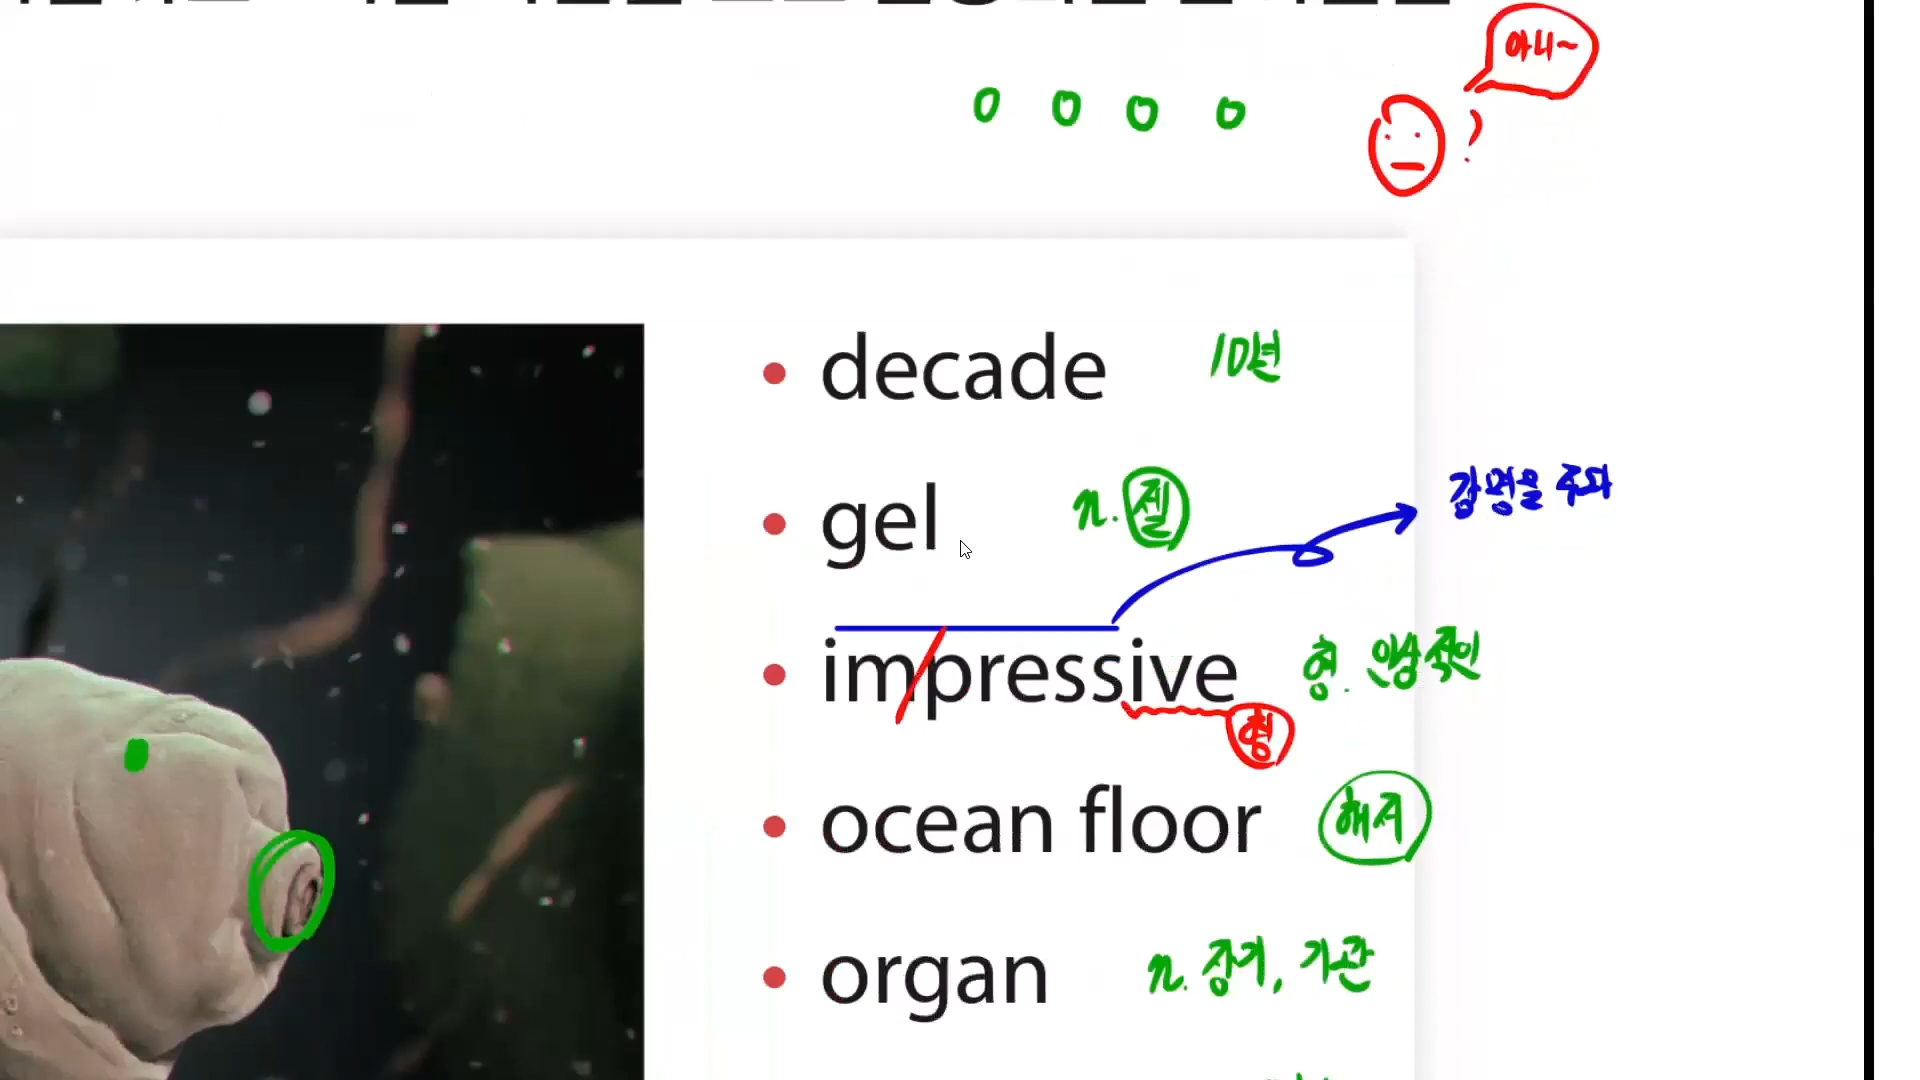 아니~
?
decade 10년
gel n. 젤
감명을 주다
impressive 형. 인상적인
형
ocean floor 해저
organ n. 장기, 기관